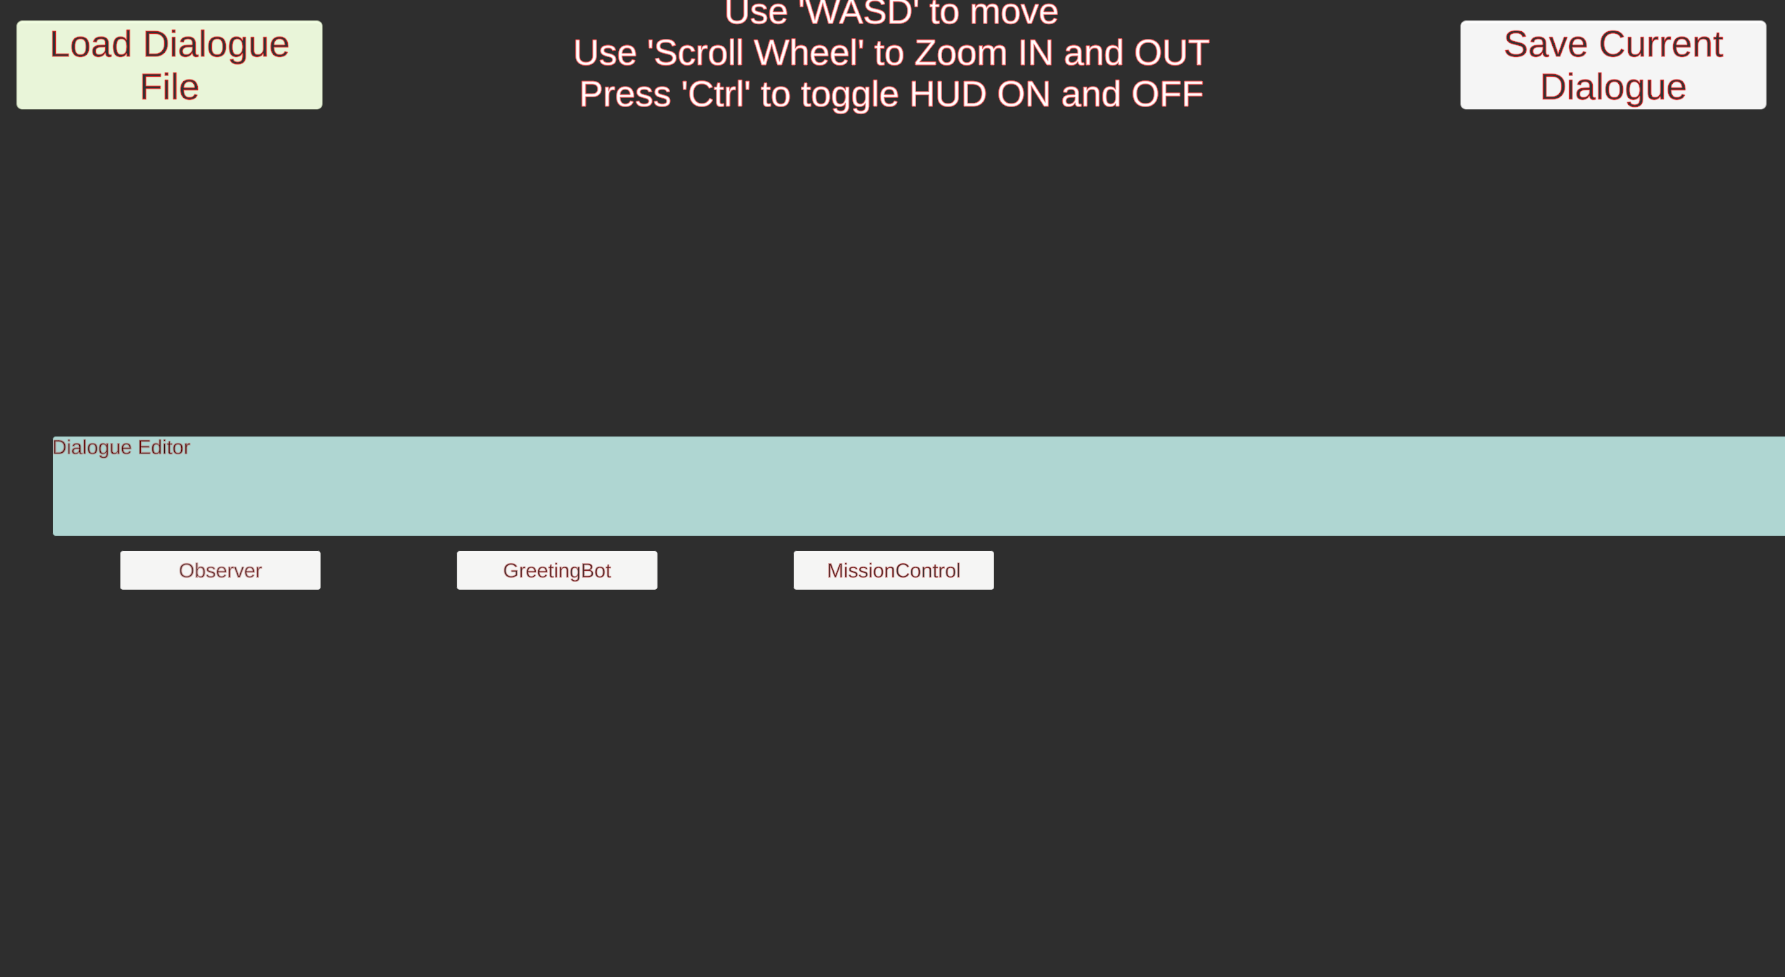 Use 'WASD' to move
Load Dialogue
File
Use 'Scroll Wheel' to Zoom IN and OUT
Press 'Ctrl' to toggle HUD ON and OFF
Save Current
Dialogue
Dialogue Editor
Observer
GreetingBot
MissionControl